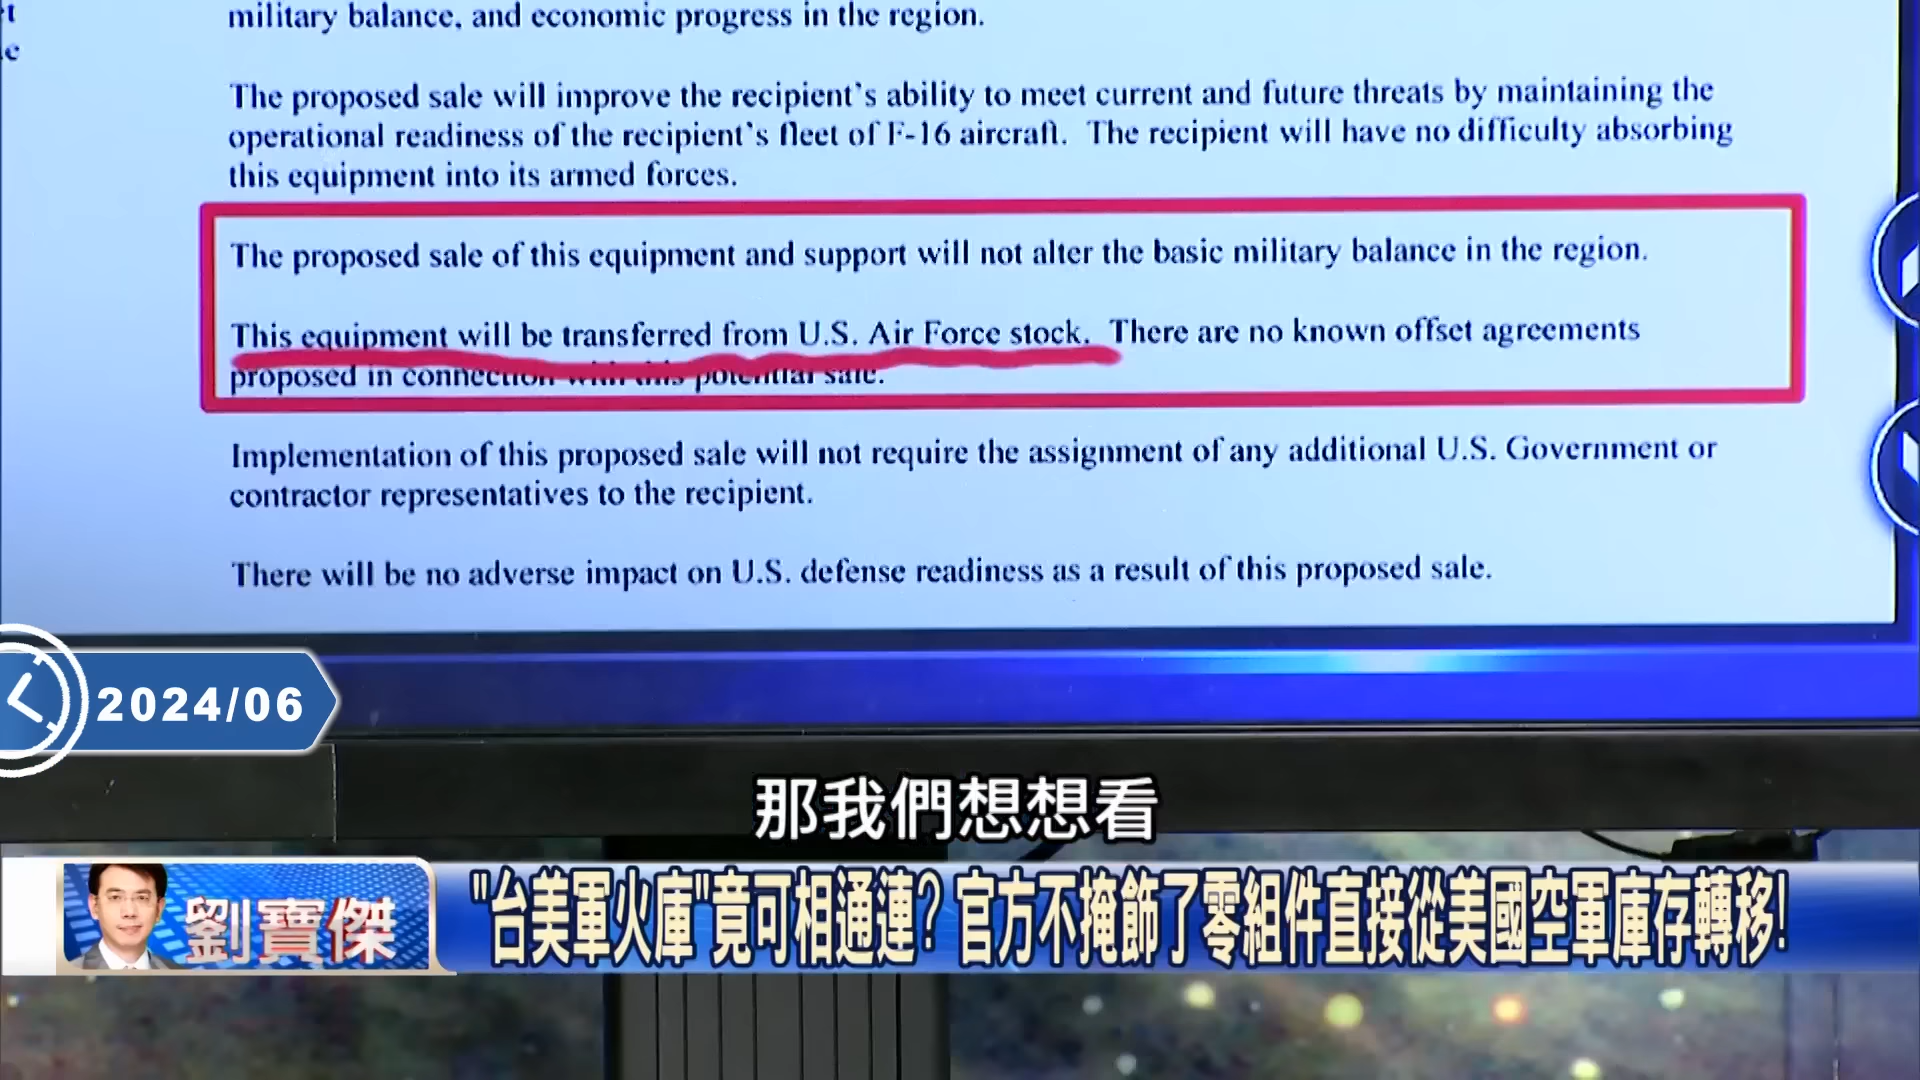 military balance, and economic progress in the region.
The proposed sale will improve the recipient's ability to meet current and future threats by maintaining the
operational readiness of the recipient's fleet of F-16 aircraft. The recipient will have no difficulty absorbing
this equipment into its armed forces.
The proposed sale of this equipment and support will not alter the basic military balance in the region.
This equipment will be transferred from U.S. Air Force stock. There are no known offset agreements
proposed in connection with this potential sale.
Implementation of this proposed sale will not require the assignment of any additional U.S. Government or
contractor representatives to the recipient.
There will be no adverse impact on U.S. defense readiness as a result of this proposed sale.
2024/06
那我們想想看
劉寶傑
"台美軍火庫"竟可相通連? 官方不掩飾了零組件直接從美國空軍庫存轉移!